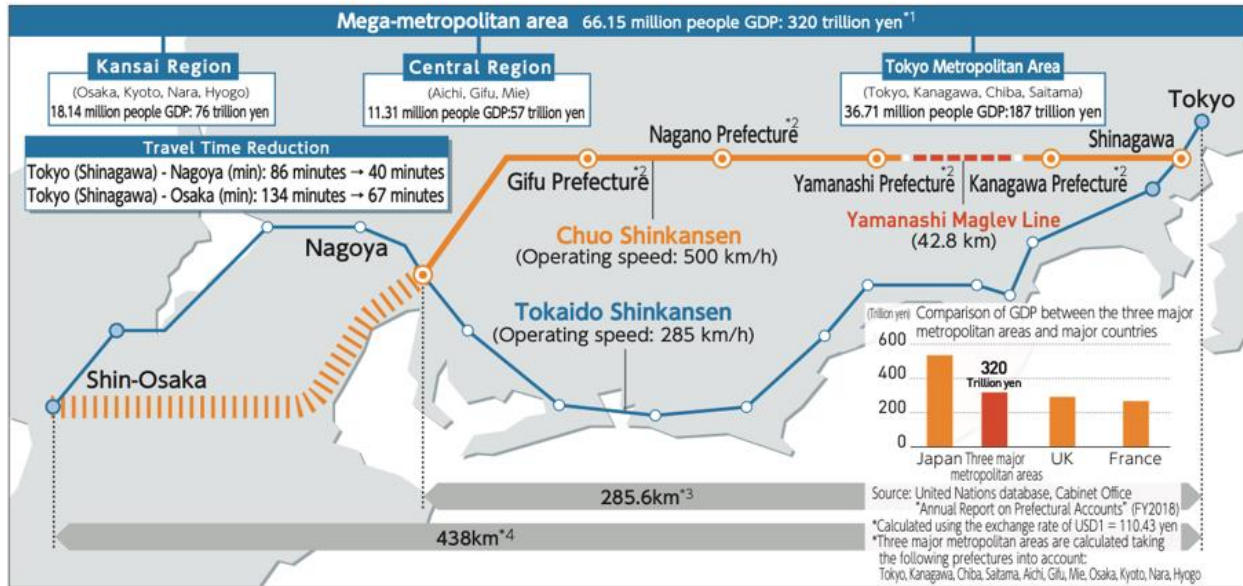 Mega-metropolitan area 66.15 million people GDP: 320 trillion yen*1
Kansai Region
(Osaka, Kyoto, Nara, Hyogo)
18.14 million people GDP: 76 trillion yen
Central Region
(Aichi, Gifu, Mie)
11.31 million people GDP:57 trillion yen
Tokyo Metropolitan Area
(Tokyo, Kanagawa, Chiba, Saitama)
36.71 million people GDP:187 trillion yen
Tokyo
Travel Time Reduction
Tokyo (Shinagawa) - Nagoya (min): 86 minutes → 40 minutes
Tokyo (Shinagawa) - Osaka (min): 134 minutes → 67 minutes
Nagano Prefecture*2
Shinagawa
Gifu Prefecture*2
Yamanashi Prefecture*2
Kanagawa Prefecture*2
Yamanashi Maglev Line
(42.8 km)
Nagoya
Chuo Shinkansen
(Operating speed: 500 km/h)
Tokaido Shinkansen
(Operating speed: 285 km/h)
Shin-Osaka
(Trillion yen) Comparison of GDP between the three major
metropolitan areas and major countries
600
400
200
0
320
Trillion yen
Japan
Three major
metropolitan areas
UK
France
285.6km*3
438km*4
Source: United Nations database, Cabinet Office
"Annual Report on Prefectural Accounts" (FY2018)
*Calculated using the exchange rate of USD1 = 110.43 yen
*Three major metropolitan areas are calculated taking
the following prefectures into account:
Tokyo, Kanagawa, Chiba, Saitama, Aichi, Gifu, Mie, Osaka, Kyoto, Nara, Hyogo